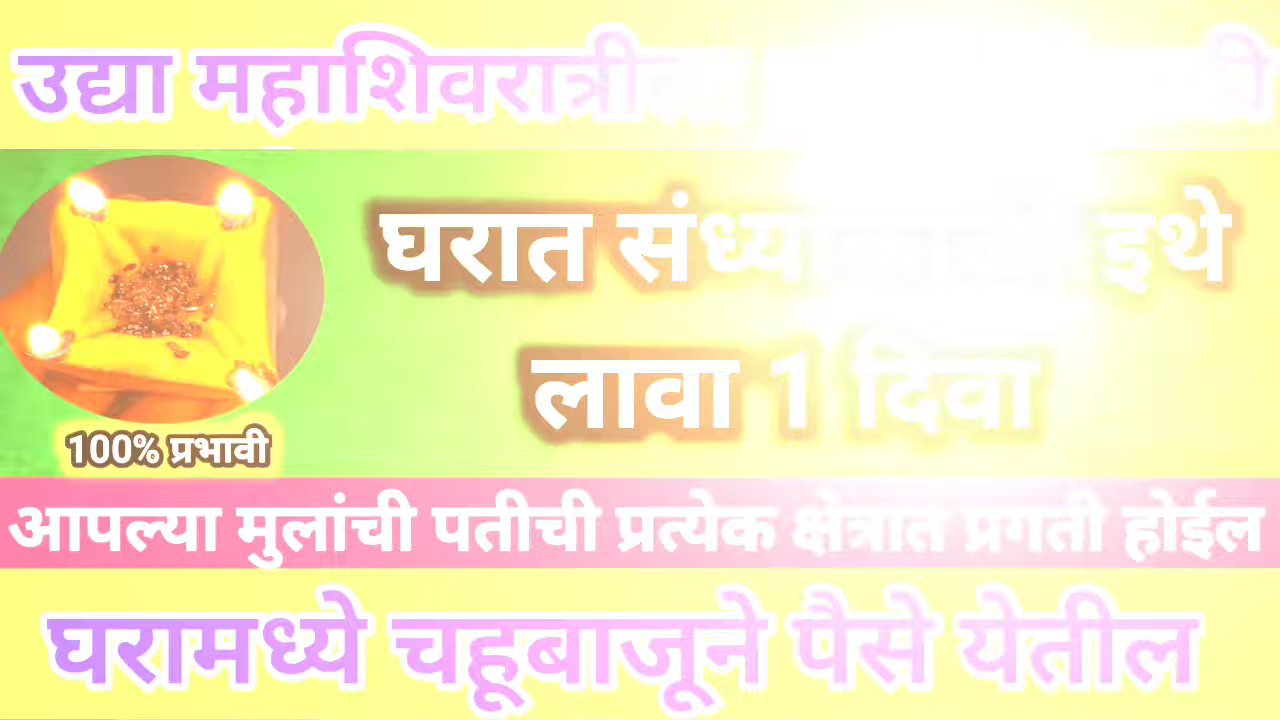 उद्या महाशिवरात्रीला
घरात संध्याकाळी इथे
लावा 1 दिवा
100% प्रभावी
आपल्या मुलांची पतीची प्रत्येक क्षेत्रात प्रगती होईल
घरामध्ये चहूबाजूने पैसे येतील